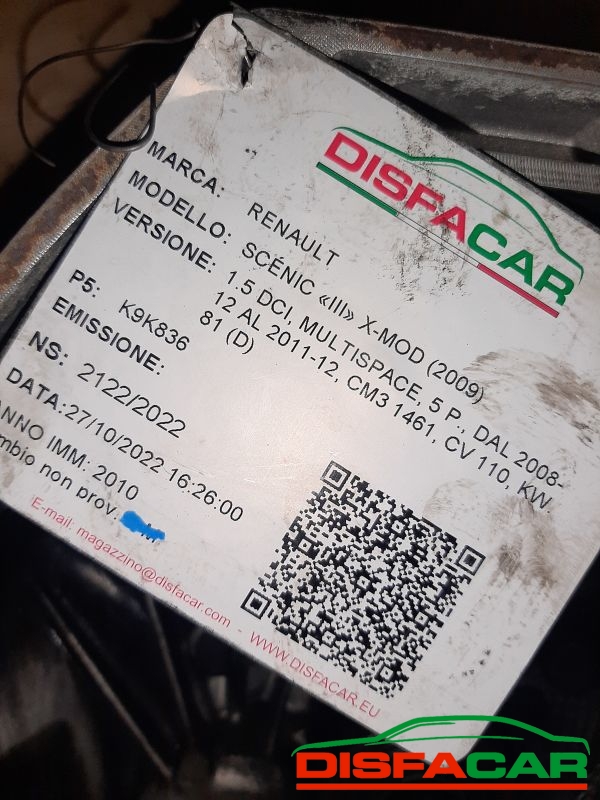 DISFACAR
MARCA: RENAULT
MODELLO: SCÉNIC «III» X-MOD (2009)
VERSIONE: 1.5 DCI, MULTISPACE, 5 P., DAL 2008-
12 AL 2011-12, CM3 1461, CV 110, KW.
81 (D)
P5: K9K836
EMISSIONE:
NS: 2122/2022
DATA:27/10/2022 16:26:00
ANNO IMM: 2010
mbio non prov.
E-mail: magazzino@disfacar.com - WWW.DISFACAR.EU
DISFACAR